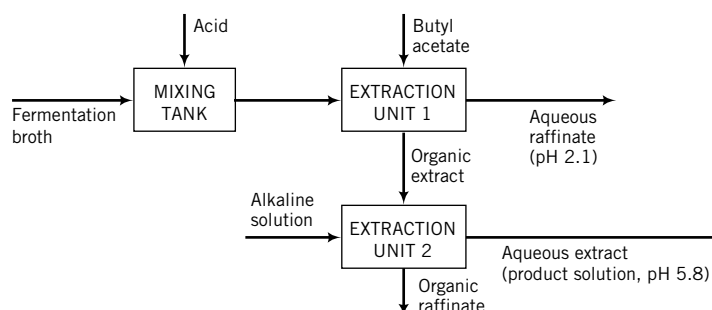 Acid
Butyl
acetate
MIXING
TANK
EXTRACTION
UNIT 1
Fermentation
broth
Aqueous
raffinate
(pH 2.1)
Organic
extract
Alkaline
solution
EXTRACTION
UNIT 2
Aqueous extract
(product solution, pH 5.8)
Organic
raffinate